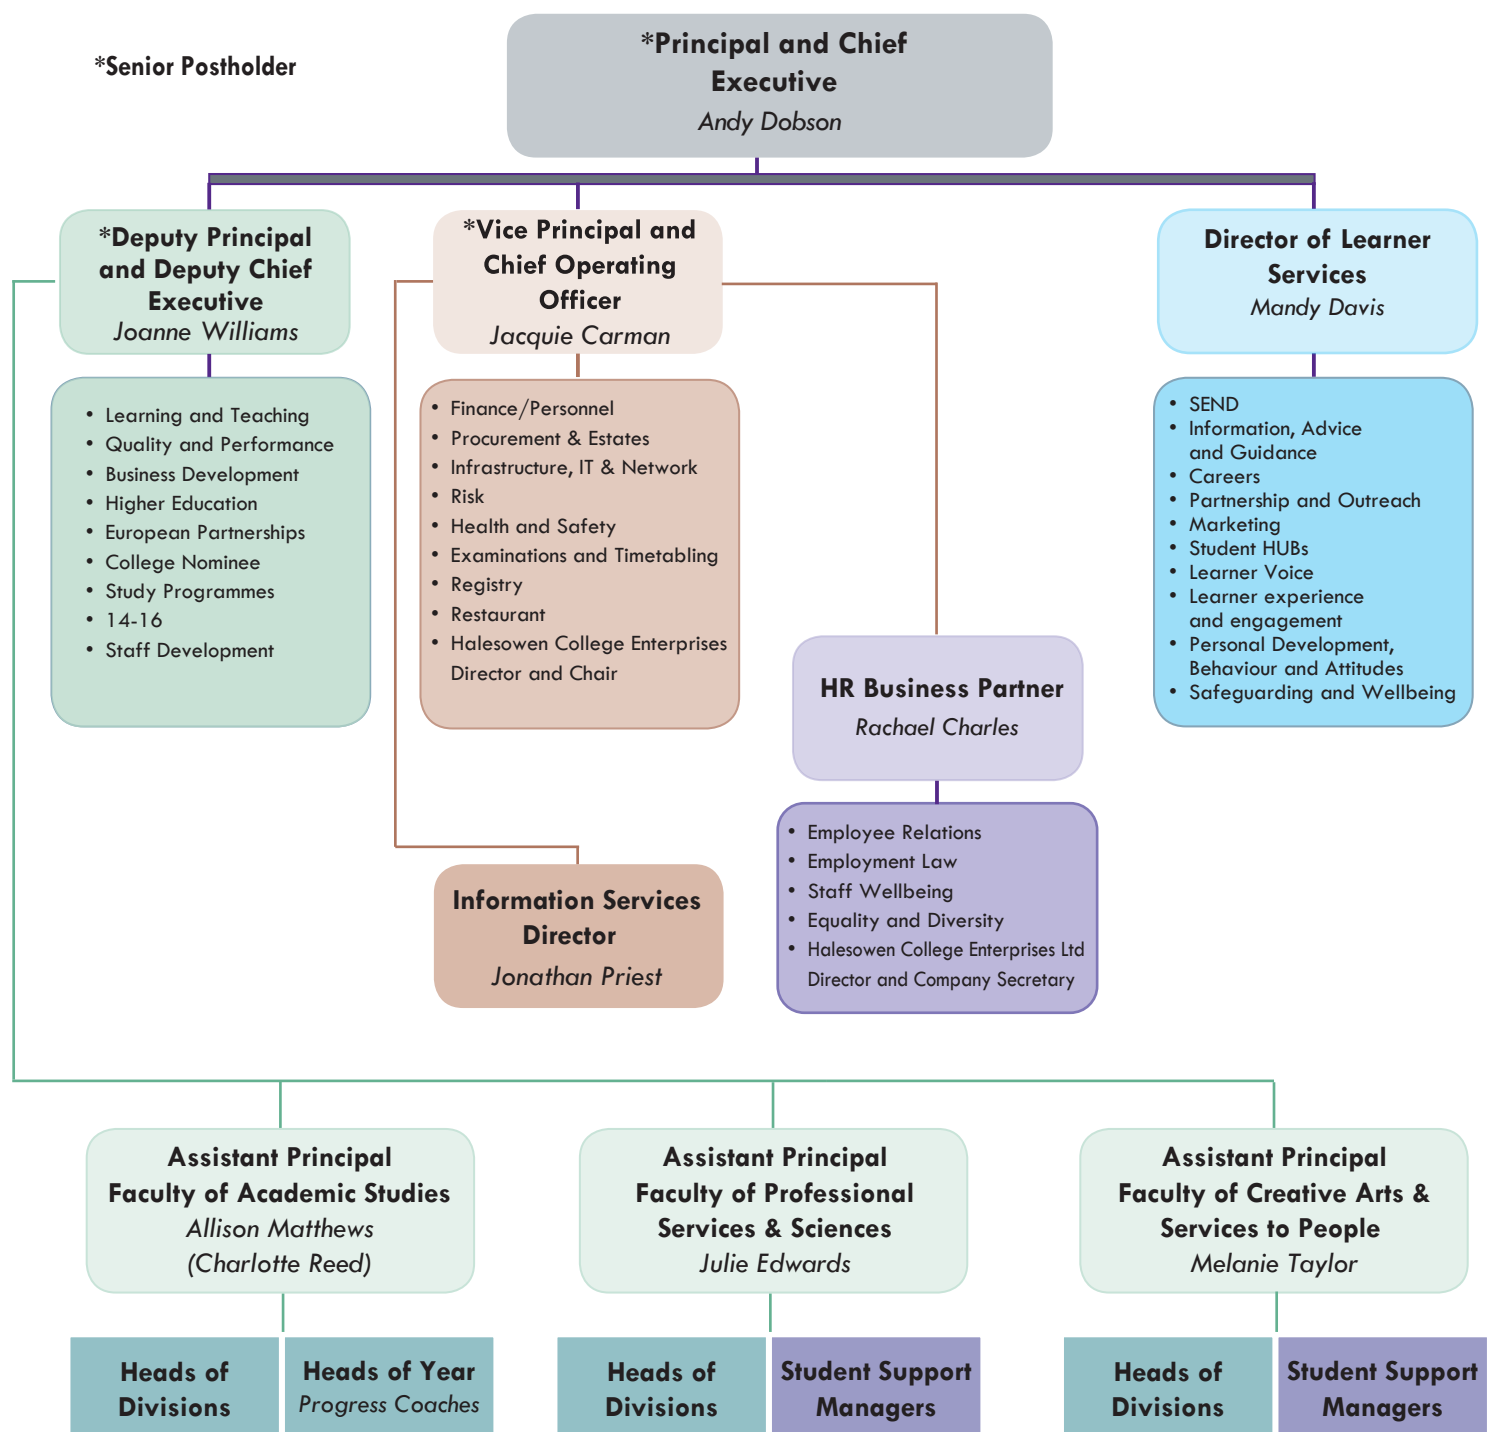 *Senior Postholder
*Principal and Chief
Executive
Andy Dobson
*Deputy Principal
and Deputy Chief
Executive
Joanne Williams
• Learning and Teaching
• Quality and Performance
• Business Development
• Higher Education
• European Partnerships
• College Nominee
• Study Programmes
• 14-16
• Staff Development
*Vice Principal and
Chief Operating
Officer
Jacquie Carman
• Finance/Personnel
• Procurement & Estates
• Infrastructure, IT & Network
• Risk
• Health and Safety
• Examinations and Timetabling
• Registry
• Restaurant
• Halesowen College Enterprises
Director and Chair
Director of Learner
Services
Mandy Davis
• SEND
• Information, Advice
and Guidance
• Careers
• Partnership and Outreach
• Marketing
• Student HUBs
• Learner Voice
• Learner experience
and engagement
• Personal Development,
Behaviour and Attitudes
• Safeguarding and Wellbeing
HR Business Partner
Rachael Charles
• Employee Relations
• Employment Law
• Staff Wellbeing
• Equality and Diversity
• Halesowen College Enterprises Ltd
Director and Company Secretary
Information Services
Director
Jonathan Priest
Assistant Principal
Faculty of Academic Studies
Allison Matthews
(Charlotte Reed)
Assistant Principal
Faculty of Professional
Services & Sciences
Julie Edwards
Assistant Principal
Faculty of Creative Arts &
Services to People
Melanie Taylor
Heads of
Divisions
Heads of Year
Progress Coaches
Heads of
Divisions
Student Support
Managers
Heads of
Divisions
Student Support
Managers